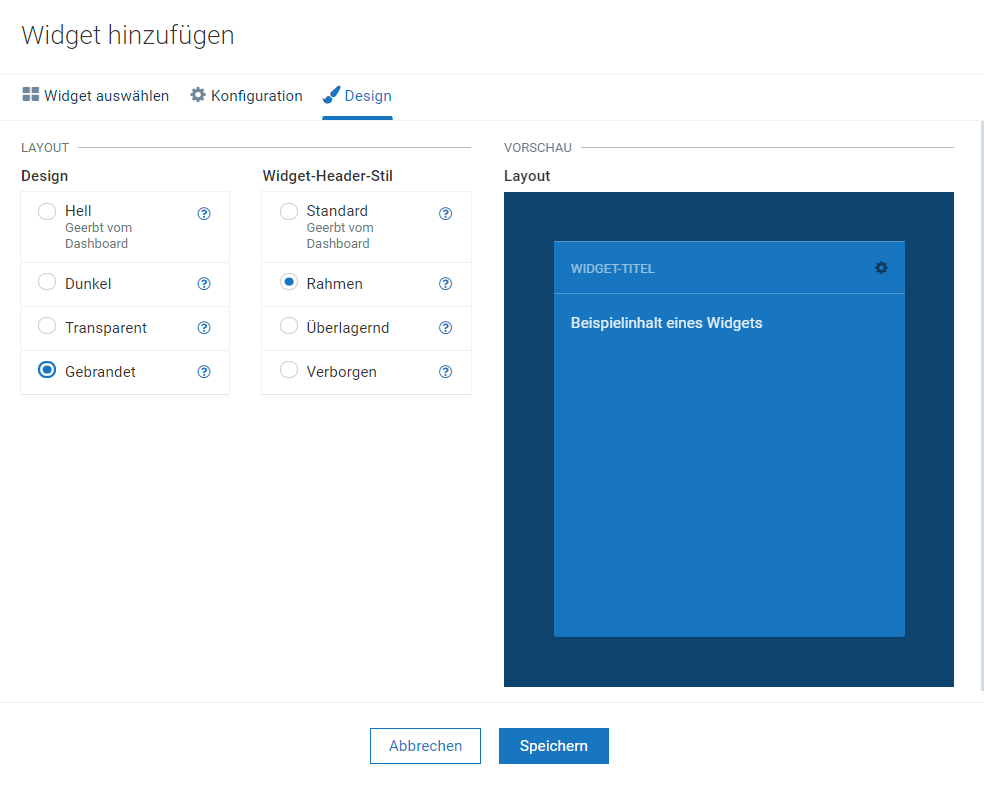 Widget hinzufügen
Widget auswählen Konfiguration Design
LAYOUT
Design
Hell
Geerbt vom
Dashboard
Dunkel
Transparent
Gebrandet
Widget-Header-Stil
Standard
Geerbt vom
Dashboard
Rahmen
Überlagernd
Verborgen
VORSCHAU
Layout
WIDGET-TITEL
Beispielinhalt eines Widgets
Abbrechen Speichern